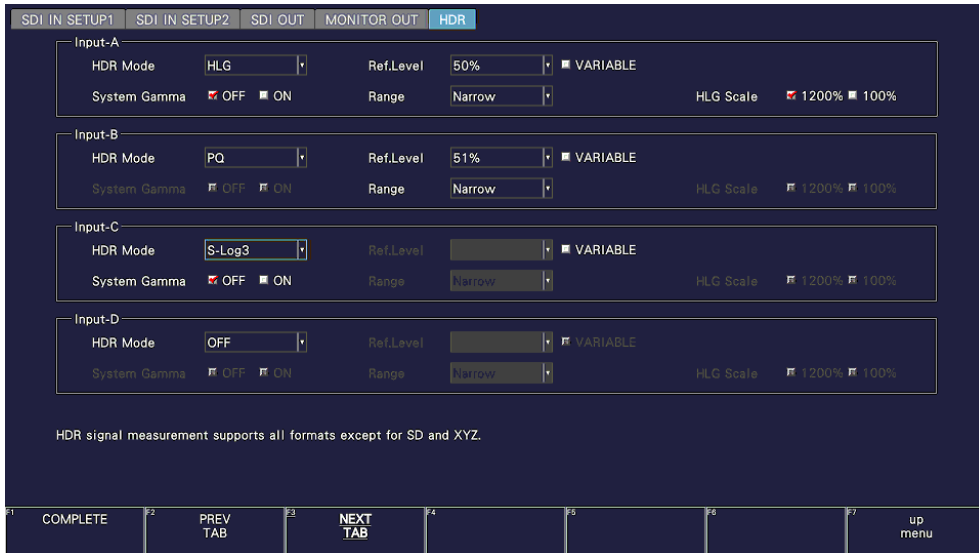 SDI IN SETUP1 SDI IN SETUP2 SDI OUT MONITOR OUT HDR
Input-A
HDR Mode HLG Ref.Level 50% VARIABLE
System Gamma OFF ON Range Narrow HLG Scale 1200% 100%
Input-B
HDR Mode PQ Ref.Level 51% VARIABLE
System Gamma OFF ON Range Narrow HLG Scale 1200% 100%
Input-C
HDR Mode S-Log3 Ref.Level VARIABLE
System Gamma OFF ON Range Narrow HLG Scale 1200% 100%
Input-D
HDR Mode OFF Ref.Level VARIABLE
System Gamma OFF ON Range Narrow HLG Scale 1200% 100%
HDR signal measurement supports all formats except for SD and XYZ.
F1 COMPLETE F2 PREV F3 NEXT F4 F5 F6 F7 up
TAB TAB menu